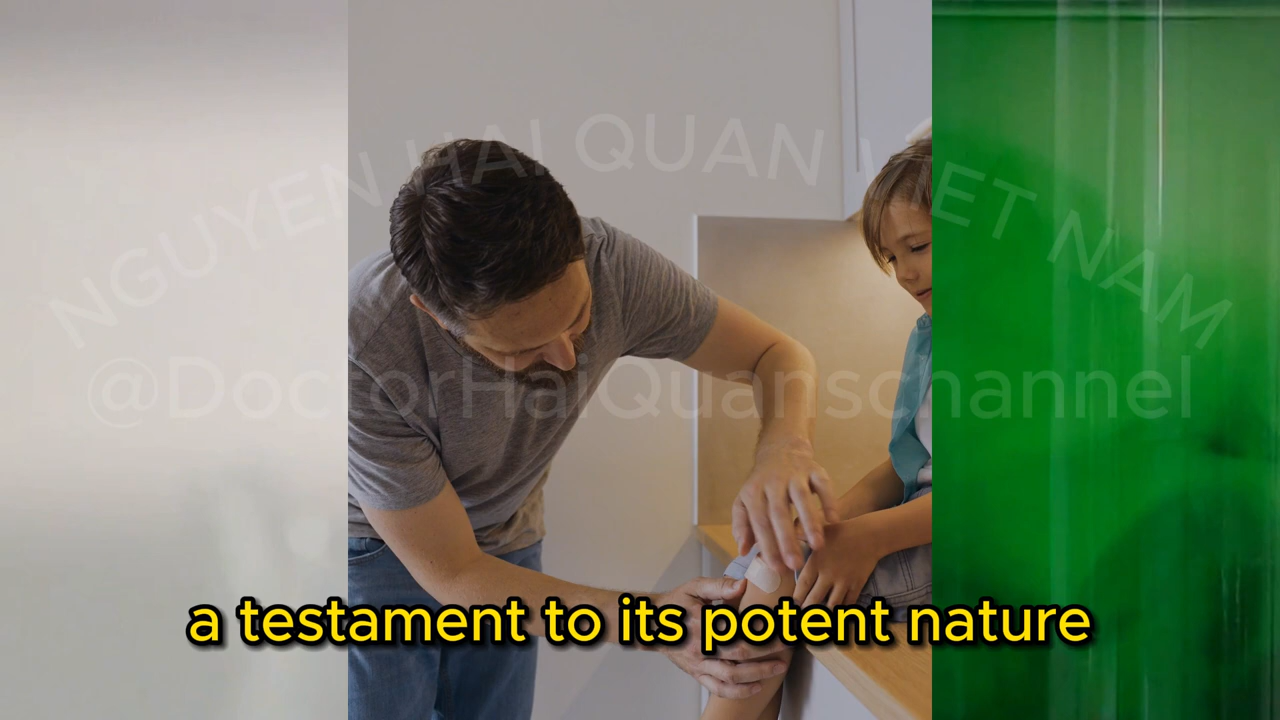 NGUYEN HAI QUAN VIET NAM
@DoctorHaiQuanschannel
a testament to its potent nature